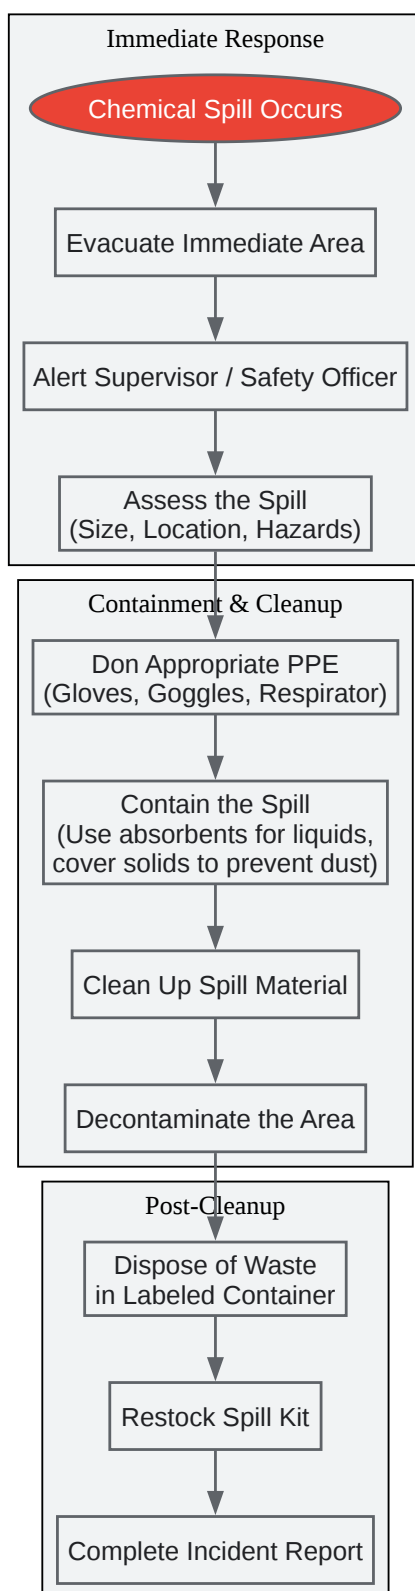 Immediate Response
Chemical Spill Occurs
Evacuate Immediate Area
Alert Supervisor / Safety Officer
Assess the Spill
(Size, Location, Hazards)
Containment & Cleanup
Don Appropriate PPE
(Gloves, Goggles, Respirator)
Contain the Spill
(Use absorbents for liquids,
cover solids to prevent dust)
Clean Up Spill Material
Decontaminate the Area
Post-Cleanup
Dispose of Waste
in Labeled Container
Restock Spill Kit
Complete Incident Report